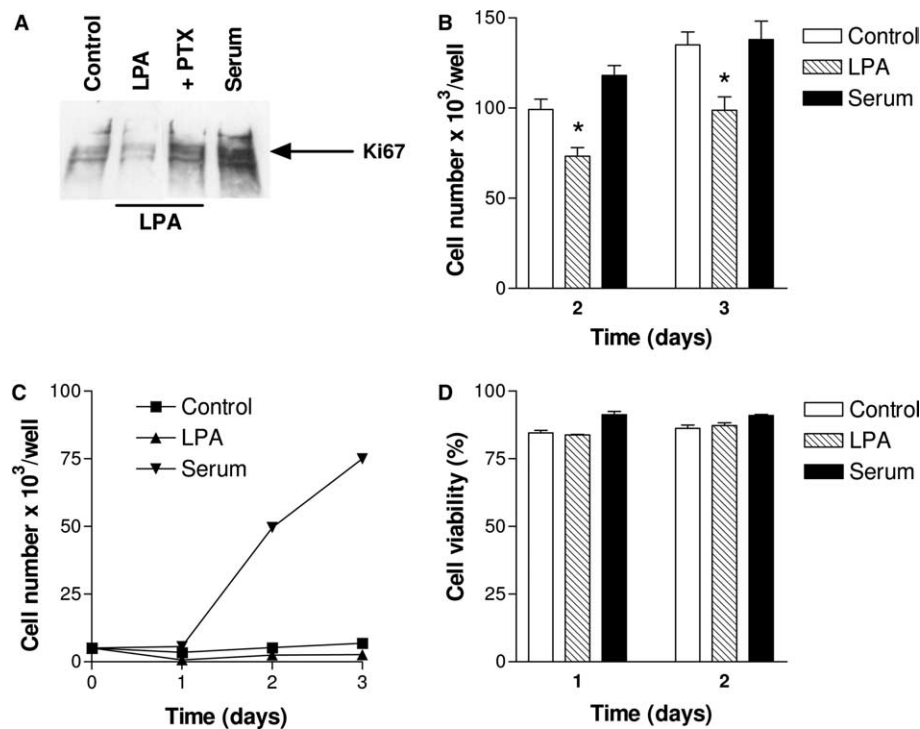 A
Control
LPA
+ PTX
Serum
Ki67
LPA
B
Cell number x 10³/well
150
100
50
0
*
*
2
3
Time (days)
Control
LPA
Serum
C
Cell number x 10³/well
100
75
50
25
0
0
1
2
3
Time (days)
Control
LPA
Serum
D
Cell viability (%)
100
75
50
25
0
1
2
Time (days)
Control
LPA
Serum